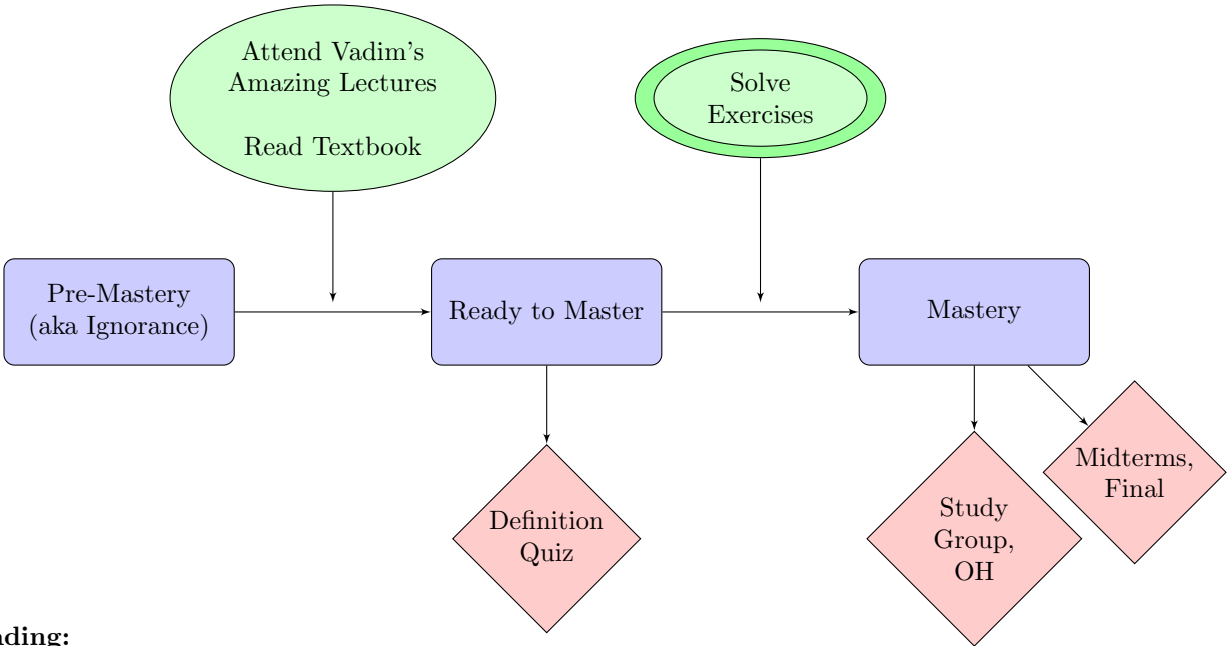 Attend Vadim's
Amazing Lectures
Read Textbook
Solve
Exercises
Pre-Mastery
(aka Ignorance)
Ready to Master
Mastery
Definition
Quiz
Study
Group,
OH
Midterms,
Final